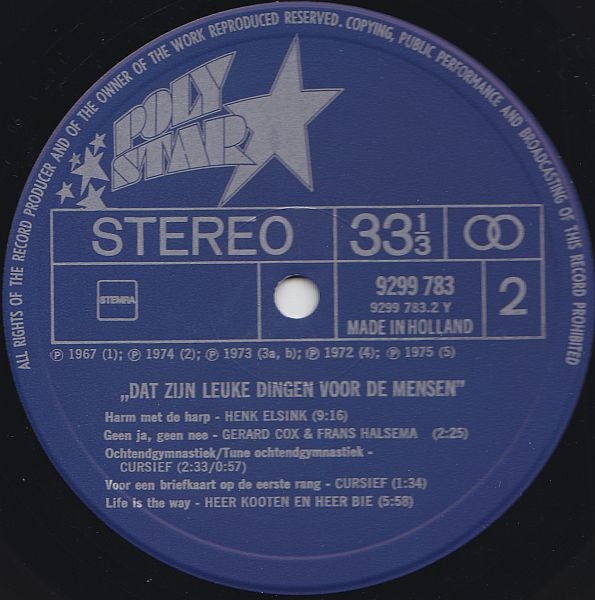 ALL RIGHTS OF THE RECORD PRODUCER AND OF THE OWNER OF THE WORK REPRODUCED RESERVED. COPYING, PUBLIC PERFORMANCE AND BROADCASTING OF THIS RECORD PROHIBITED
POLY
STAR
STEREO
33 1/3
STEMRA
9299 783
9299 783.2 Y
MADE IN HOLLAND
2
Ⓟ 1967 (1); Ⓟ 1974 (2); Ⓟ 1973 (3a, b); Ⓟ 1972 (4); Ⓟ 1975 (5)
„DAT ZIJN LEUKE DINGEN VOOR DE MENSEN”
Harm met de harp - HENK ELSINK (9:16)
Geen ja, geen nee - GERARD COX & FRANS HALSEMA (2:25)
Ochtendgymnastiek/Tune ochtendgymnastiek -
CURSIEF (2:33/0:57)
Voor een briefkaart op de eerste rang - CURSIEF (1:34)
Life is the way - HEER KOOTEN EN HEER BIE (5:58)